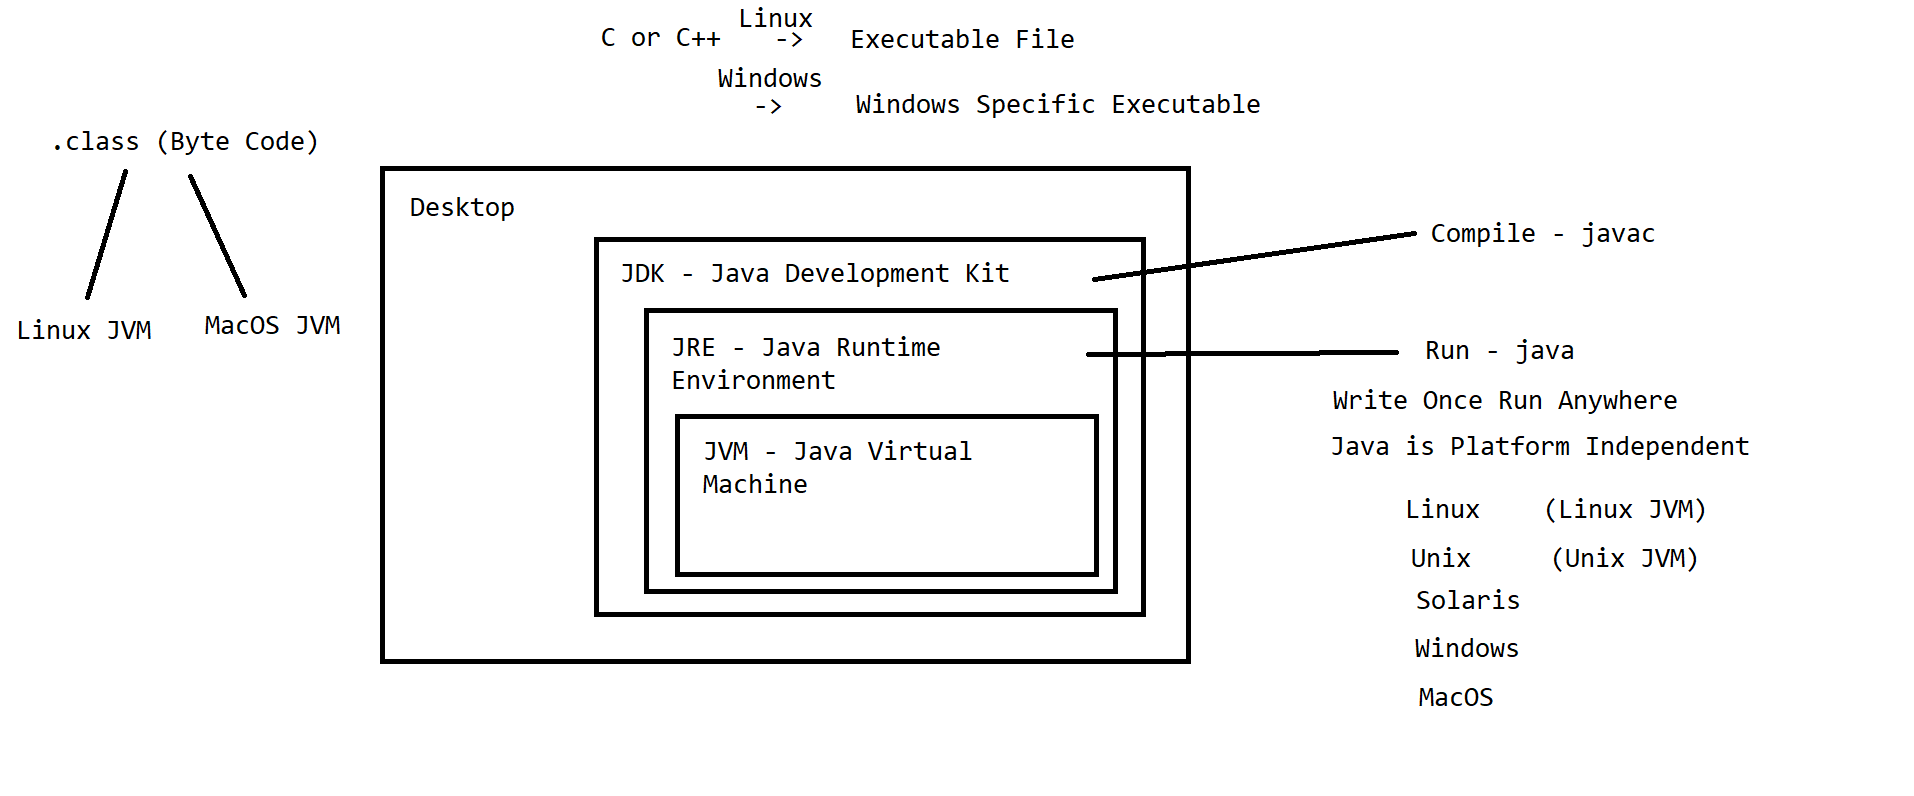 Linux
C or C++ -> Executable File
Windows
-> Windows Specific Executable
.class (Byte Code)
Linux JVM
MacOS JVM
Desktop
JDK - Java Development Kit
JRE - Java Runtime
Environment
JVM - Java Virtual
Machine
Compile - javac
Run - java
Write Once Run Anywhere
Java is Platform Independent
Linux (Linux JVM)
Unix (Unix JVM)
Solaris
Windows
MacOS